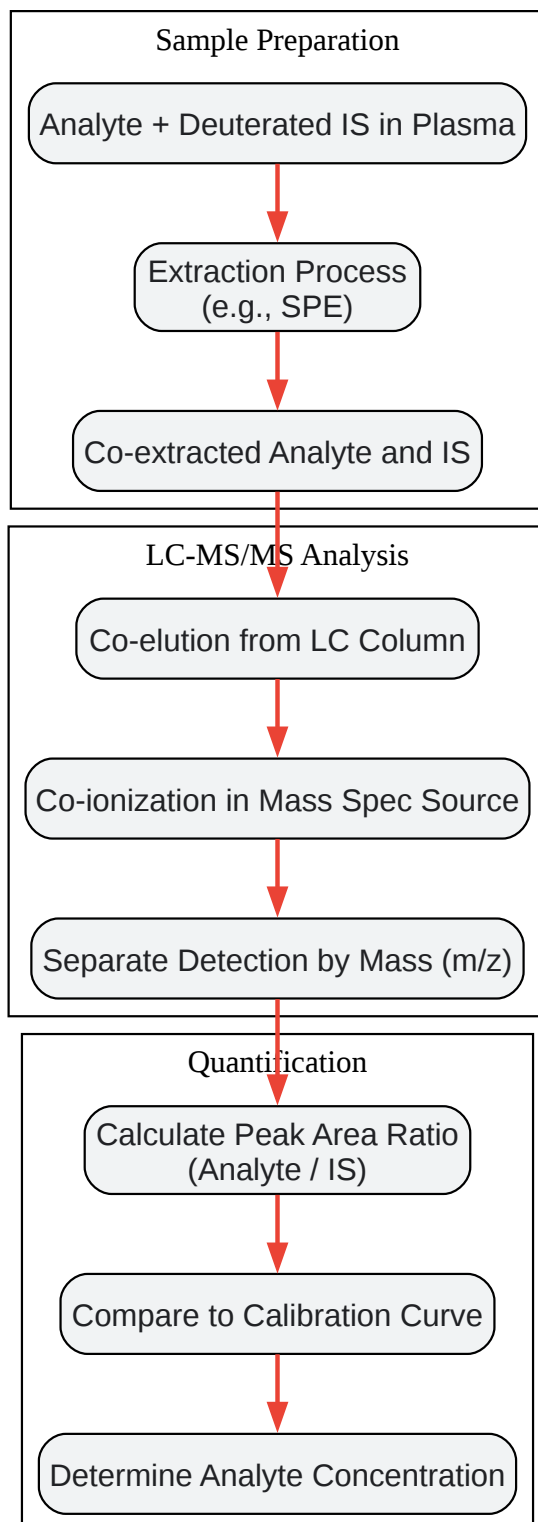 Sample Preparation
Analyte + Deuterated IS in Plasma
Extraction Process
(e.g., SPE)
Co-extracted Analyte and IS
LC-MS/MS Analysis
Co-elution from LC Column
Co-ionization in Mass Spec Source
Separate Detection by Mass (m/z)
Quantification
Calculate Peak Area Ratio
(Analyte / IS)
Compare to Calibration Curve
Determine Analyte Concentration